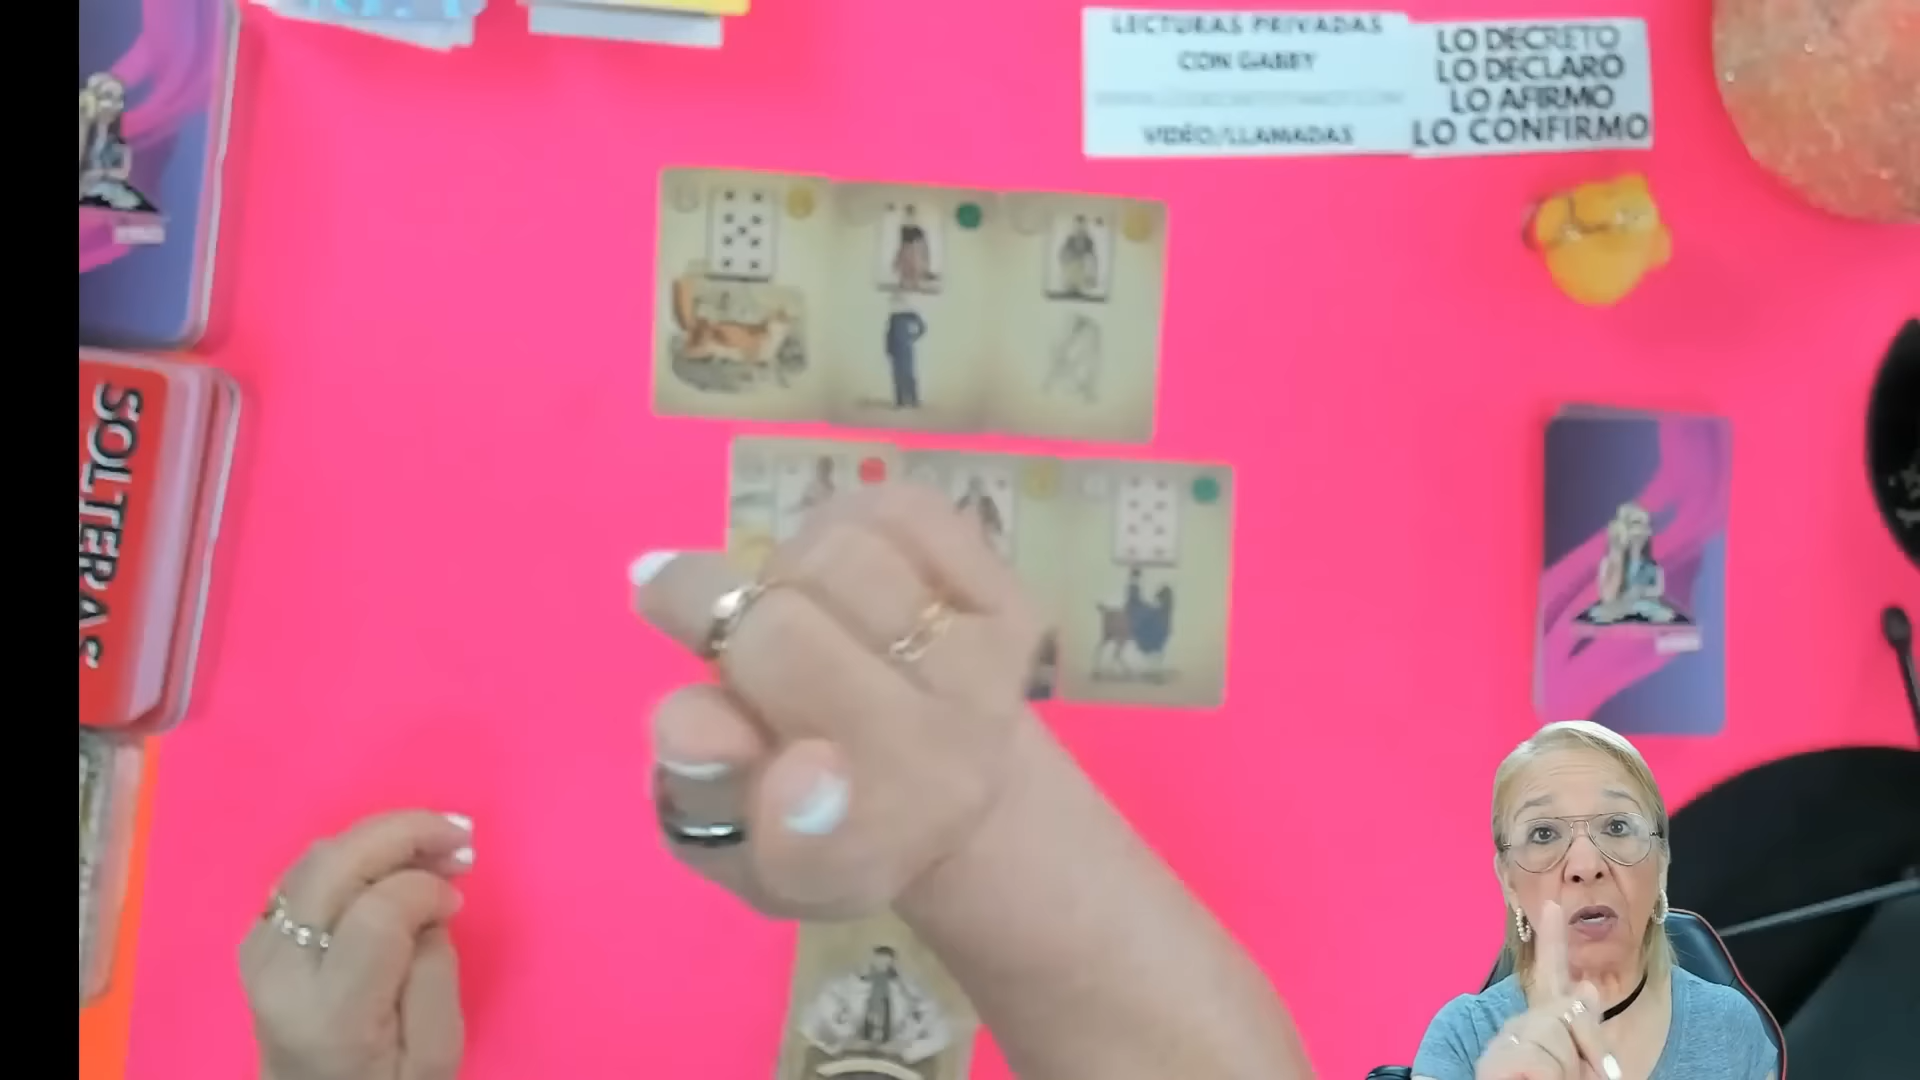 LECTURAS PRIVADAS
CON GABBY
VIDEO/LLAMADAS
LO DECRETO
LO DECLARO
LO AFIRMO
LO CONFIRMO
SOLTERAS